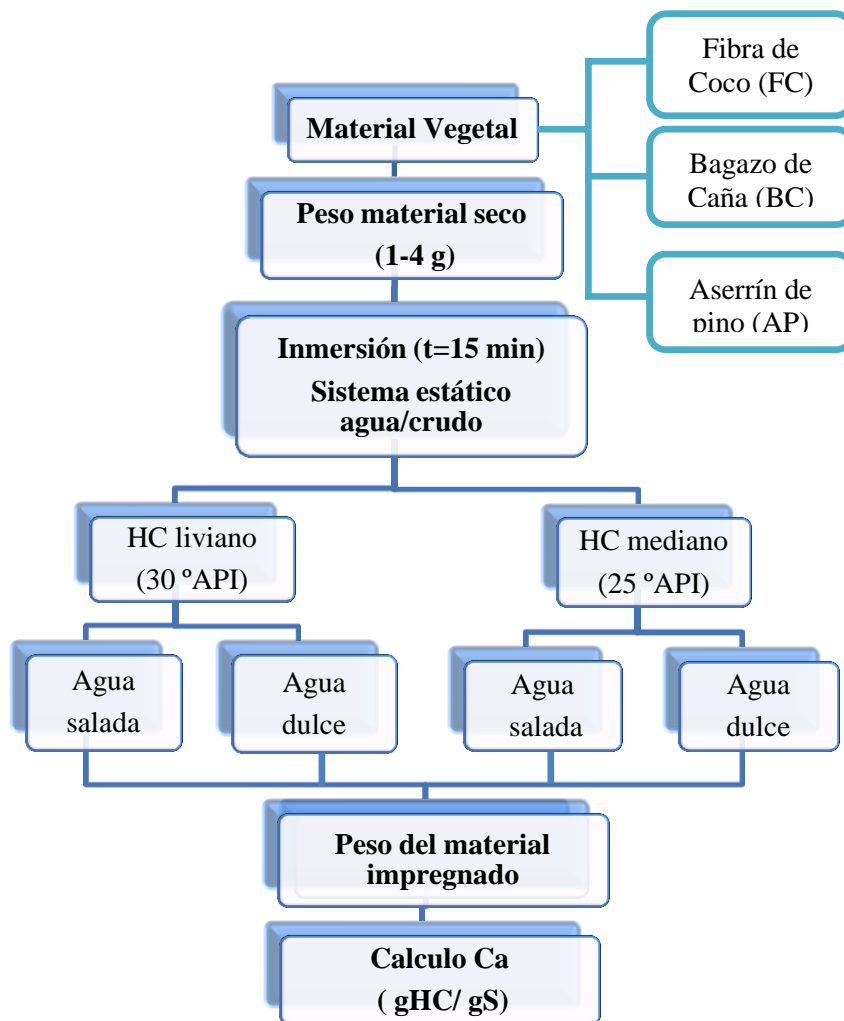 Material Vegetal
Fibra de
Coco (FC)
Bagazo de
Caña (BC)
Aserrín de
pino (AP)
Peso material seco
(1-4 g)
Inmersión (t=15 min)
Sistema estático
agua/crudo
HC liviano
(30 ºAPI)
HC mediano
(25 ºAPI)
Agua
salada
Agua
dulce
Agua
salada
Agua
dulce
Peso del material
impregnado
Calculo Ca
( gHC/ gS)